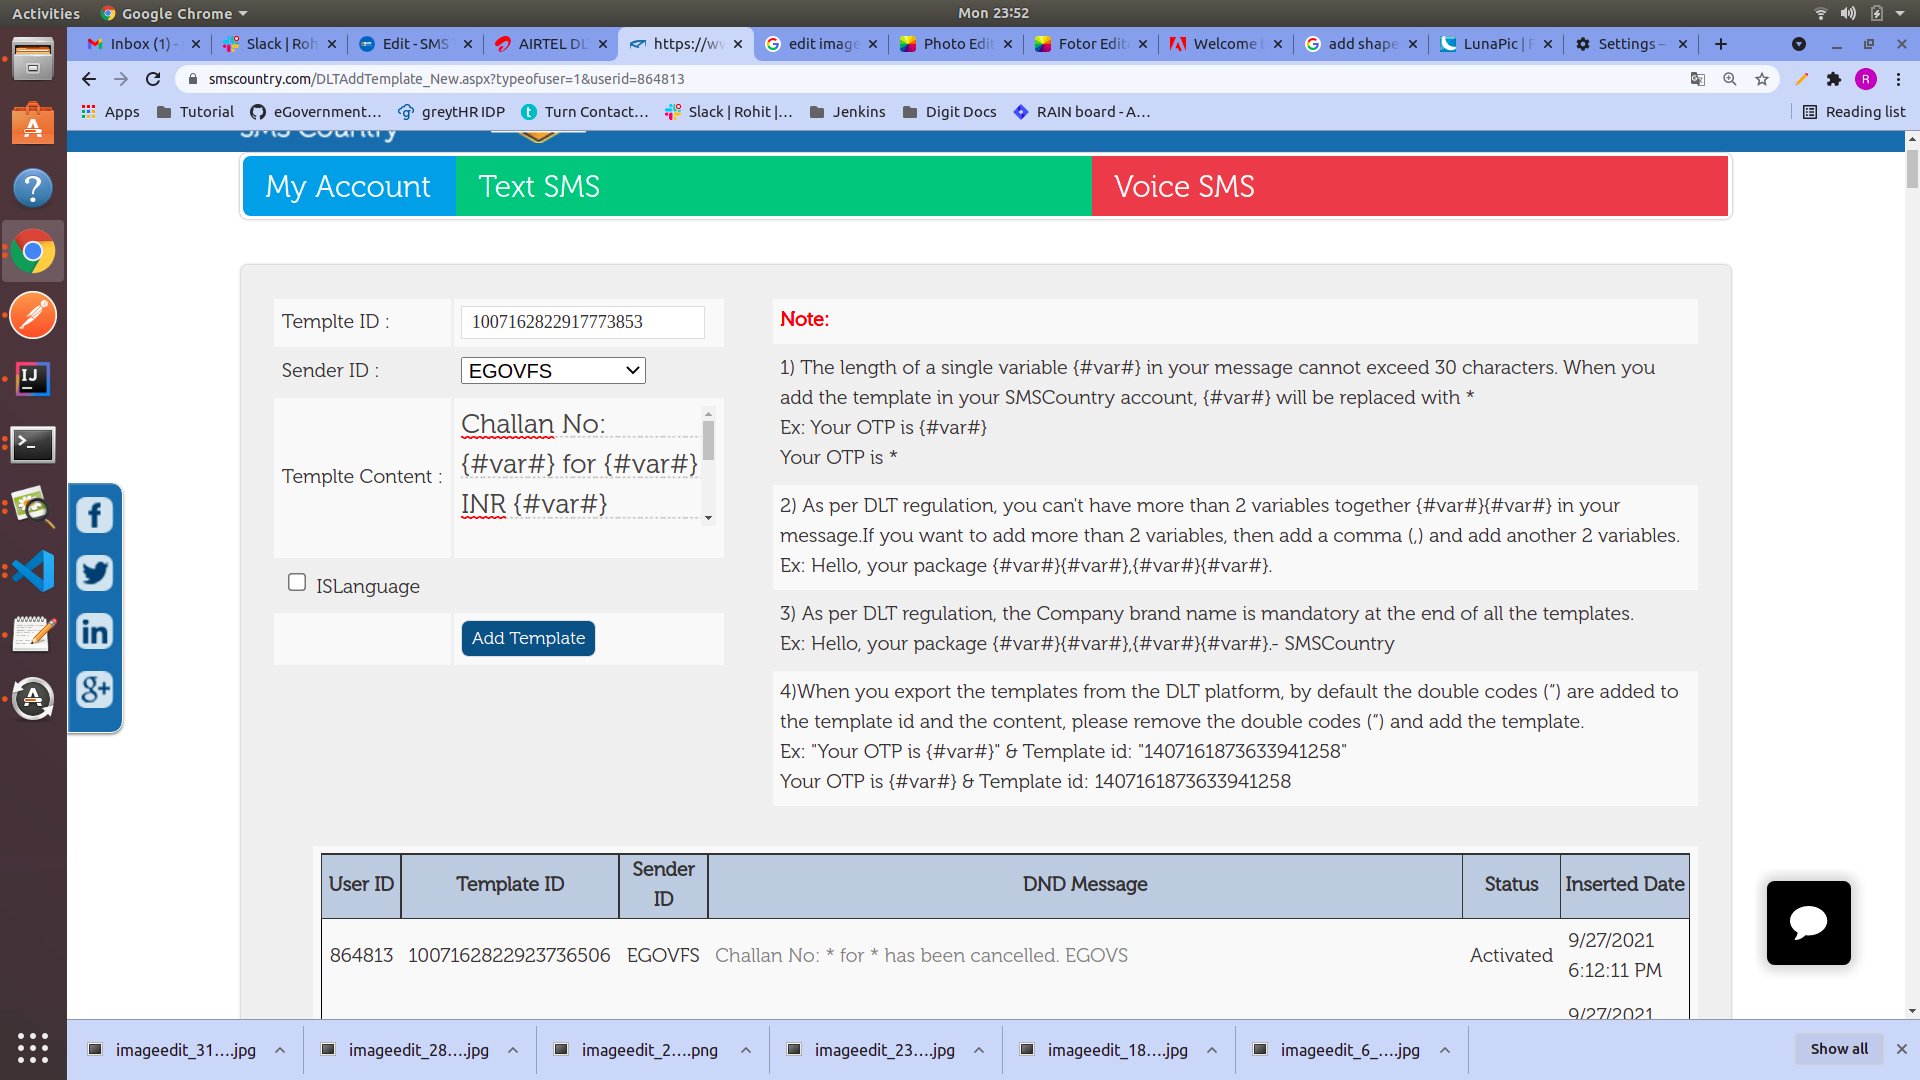 Activities
Google Chrome
Mon 23:52
Inbox (1) -
Slack | Roh
Edit - SMS T
AIRTEL DL
https://ww
edit image
Photo Edit
Fotor Edit
Welcome t
add shape
LunaPic | F
Settings –
smscountry.com/DLTAddTemplate_New.aspx?typeofuser=1&userid=864813
R
Apps
Tutorial
eGovernment...
greytHR IDP
Turn Contact...
Slack | Rohit |...
Jenkins
Digit Docs
RAIN board - A...
Reading list
SMS Country
My Account
Text SMS
Voice SMS
Templte ID :
1007162822917773853
Sender ID :
EGOVFS
Templte Content :
Challan No:
{#var#} for {#var#}
INR {#var#}
ISLanguage
Add Template
Note:
1) The length of a single variable {#var#} in your message cannot exceed 30 characters. When you
add the template in your SMSCountry account, {#var#} will be replaced with *
Ex: Your OTP is {#var#}
Your OTP is *
2) As per DLT regulation, you can't have more than 2 variables together {#var#}{#var#} in your
message.If you want to add more than 2 variables, then add a comma (,) and add another 2 variables.
Ex: Hello, your package {#var#}{#var#},{#var#}{#var#}.
3) As per DLT regulation, the Company brand name is mandatory at the end of all the templates.
Ex: Hello, your package {#var#}{#var#},{#var#}{#var#}.- SMSCountry
4)When you export the templates from the DLT platform, by default the double codes (“) are added to
the template id and the content, please remove the double codes (“) and add the template.
Ex: "Your OTP is {#var#}" & Template id: "1407161873633941258"
Your OTP is {#var#} & Template id: 1407161873633941258
User ID
Template ID
Sender
ID
DND Message
Status
Inserted Date
864813
1007162822923736506
EGOVFS
Challan No: * for * has been cancelled. EGOVS
Activated
9/27/2021
6:12:11 PM
9/27/2021
imageedit_31....jpg
imageedit_28....jpg
imageedit_2....png
imageedit_23....jpg
imageedit_18....jpg
imageedit_6_....jpg
Show all